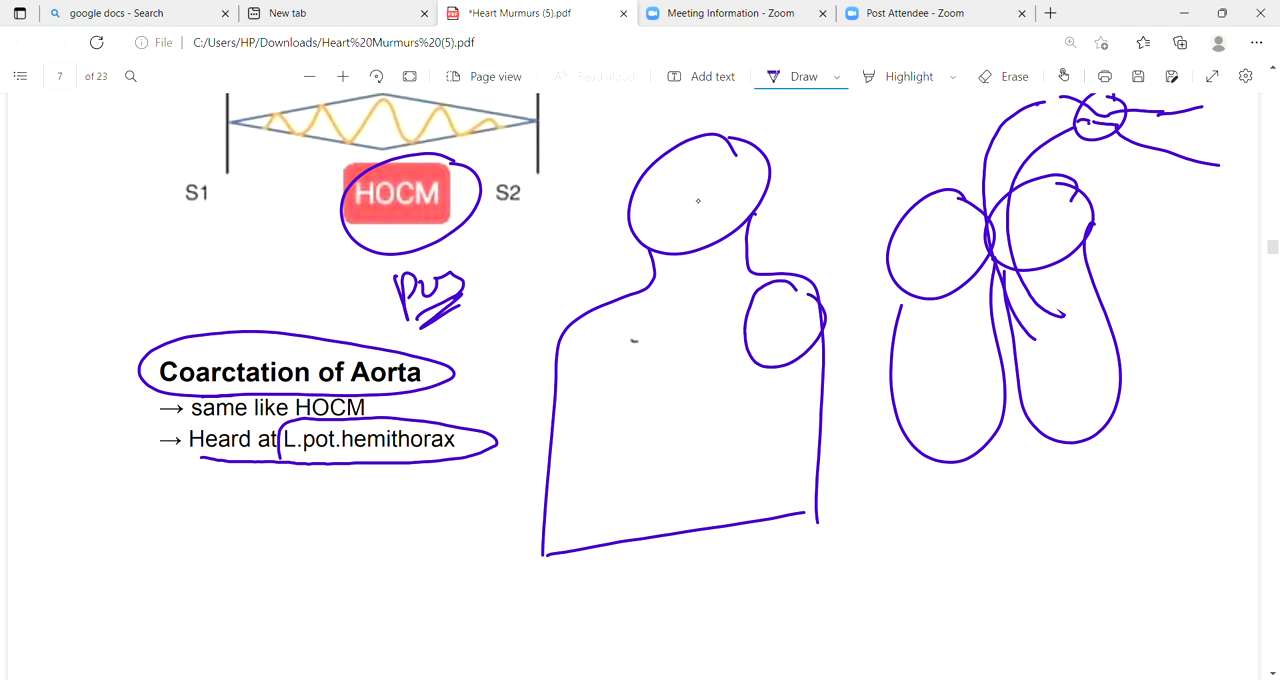 google docs - Search
New tab
*Heart Murmurs (5).pdf
Meeting Information - Zoom
Post Attendee - Zoom
File
C:/Users/HP/Downloads/Heart%20Murmurs%20(5).pdf
7 of 23
Page view
Read aloud
Add text
Draw
Highlight
Erase
S1
HOCM
S2
Coarctation of Aorta
→ same like HOCM
→ Heard at L.pot.hemithorax